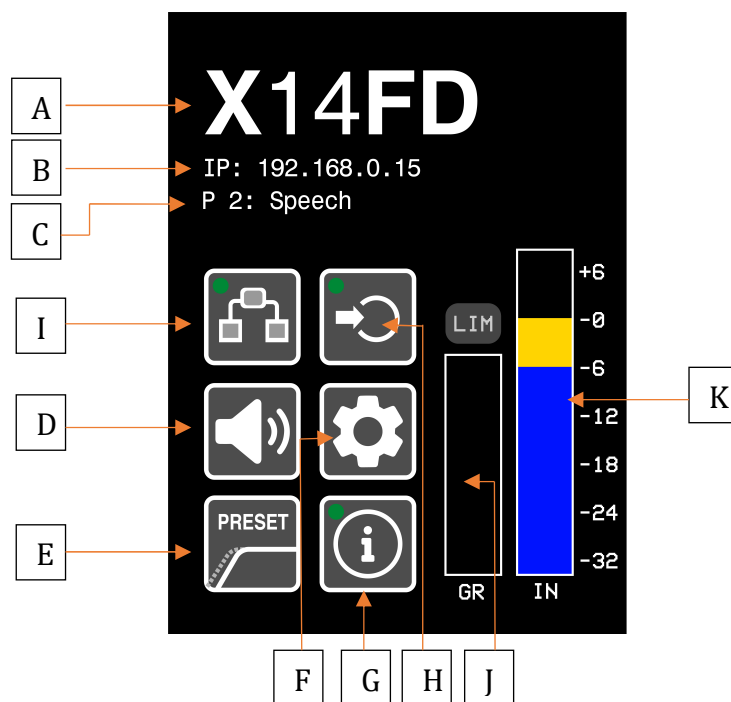 A
X14FD
B
IP: 192.168.0.15
C
P 2: Speech
I
LIM
+6
-0
-6
K
D
-12
-18
E
PRESET
i
-24
-32
GR IN
F G H J